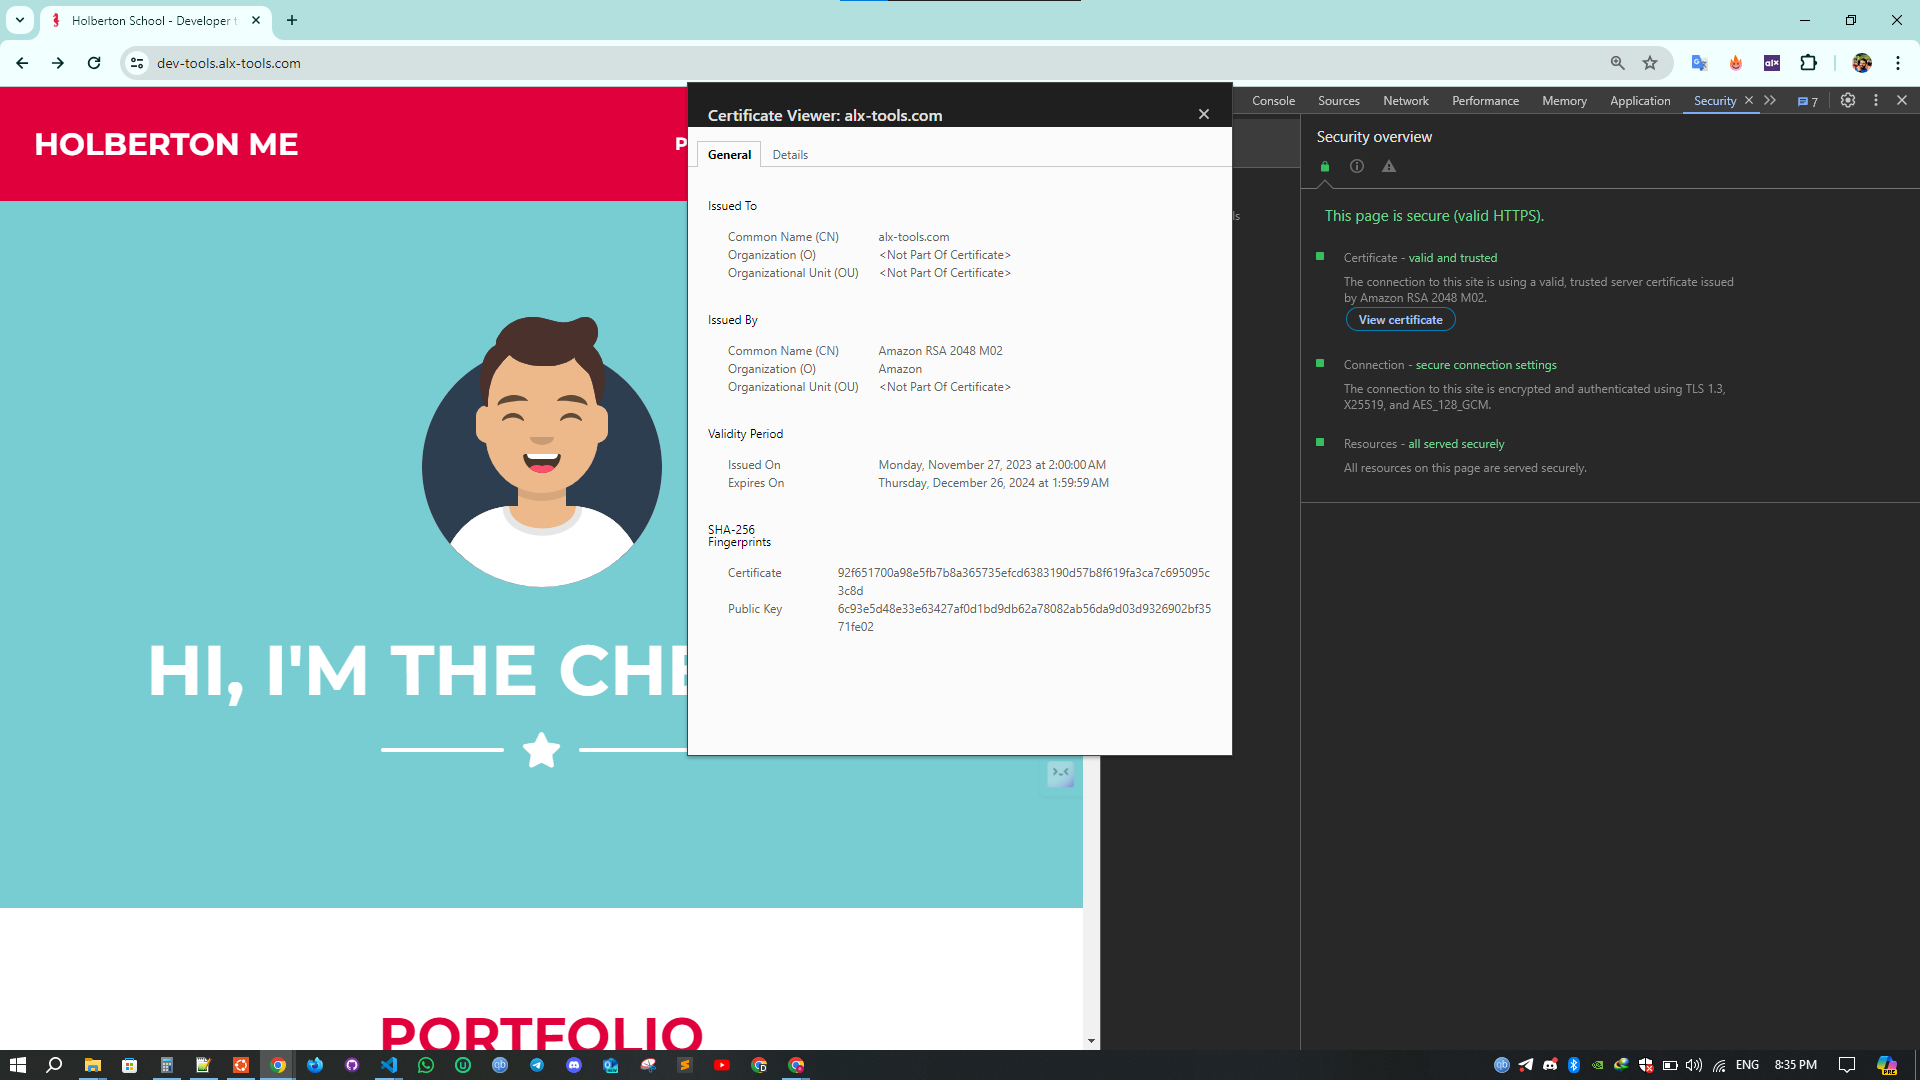 Holberton School - Developer t
dev-tools.alx-tools.com
alx
HOLBERTON ME
P
HI, I'M THE CHE
PORTFOLIO
Certificate Viewer: alx-tools.com
General Details
Issued To
Common Name (CN) alx-tools.com
Organization (O) <Not Part Of Certificate>
Organizational Unit (OU) <Not Part Of Certificate>
Issued By
Common Name (CN) Amazon RSA 2048 M02
Organization (O) Amazon
Organizational Unit (OU) <Not Part Of Certificate>
Validity Period
Issued On Monday, November 27, 2023 at 2:00:00 AM
Expires On Thursday, December 26, 2024 at 1:59:59 AM
SHA-256
Fingerprints
Certificate 92f651700a98e5fb7b8a365735efcd6383190d57b8f619fa3ca7c695095c
3c8d
Public Key 6c93e5d48e33e63427af0d1bd9db62a78082ab56da9d03d9326902bf35
71fe02
Console Sources Network Performance Memory Application Security 7
ls
Security overview
This page is secure (valid HTTPS).
Certificate - valid and trusted
The connection to this site is using a valid, trusted server certificate issued
by Amazon RSA 2048 M02.
View certificate
Connection - secure connection settings
The connection to this site is encrypted and authenticated using TLS 1.3,
X25519, and AES_128_GCM.
Resources - all served securely
All resources on this page are served securely.
ENG 8:35 PM